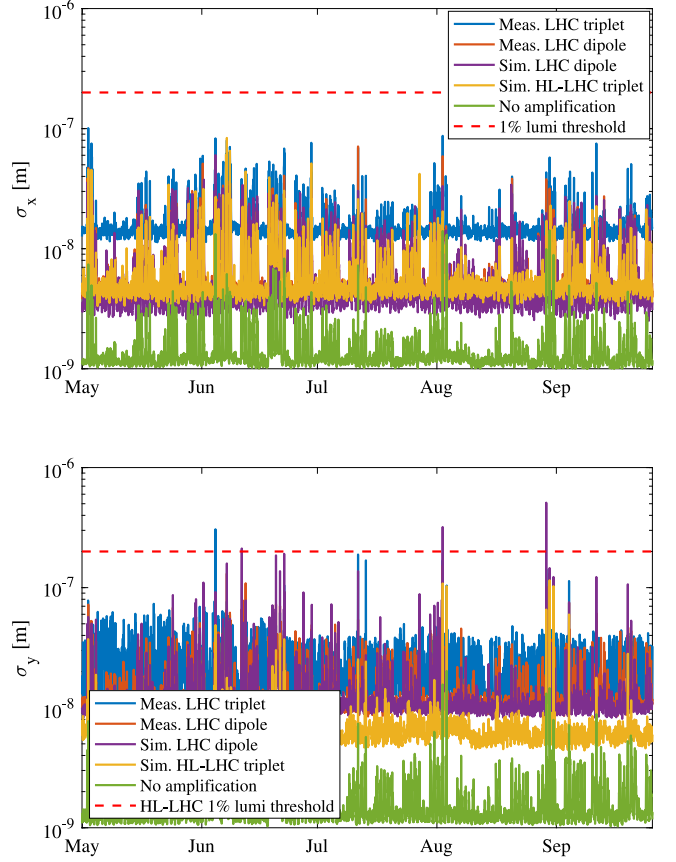 10^-6
Meas. LHC triplet
Meas. LHC dipole
Sim. LHC dipole
Sim. HL-LHC triplet
No amplification
1% lumi threshold
10^-7
σ_x [m]
10^-8
10^-9
May Jun Jul Aug Sep
10^-6
10^-7
σ_y [m]
10^-8
Meas. LHC triplet
Meas. LHC dipole
Sim. LHC dipole
Sim. HL-LHC triplet
No amplification
HL-LHC 1% lumi threshold
10^-9
May Jun Jul Aug Sep